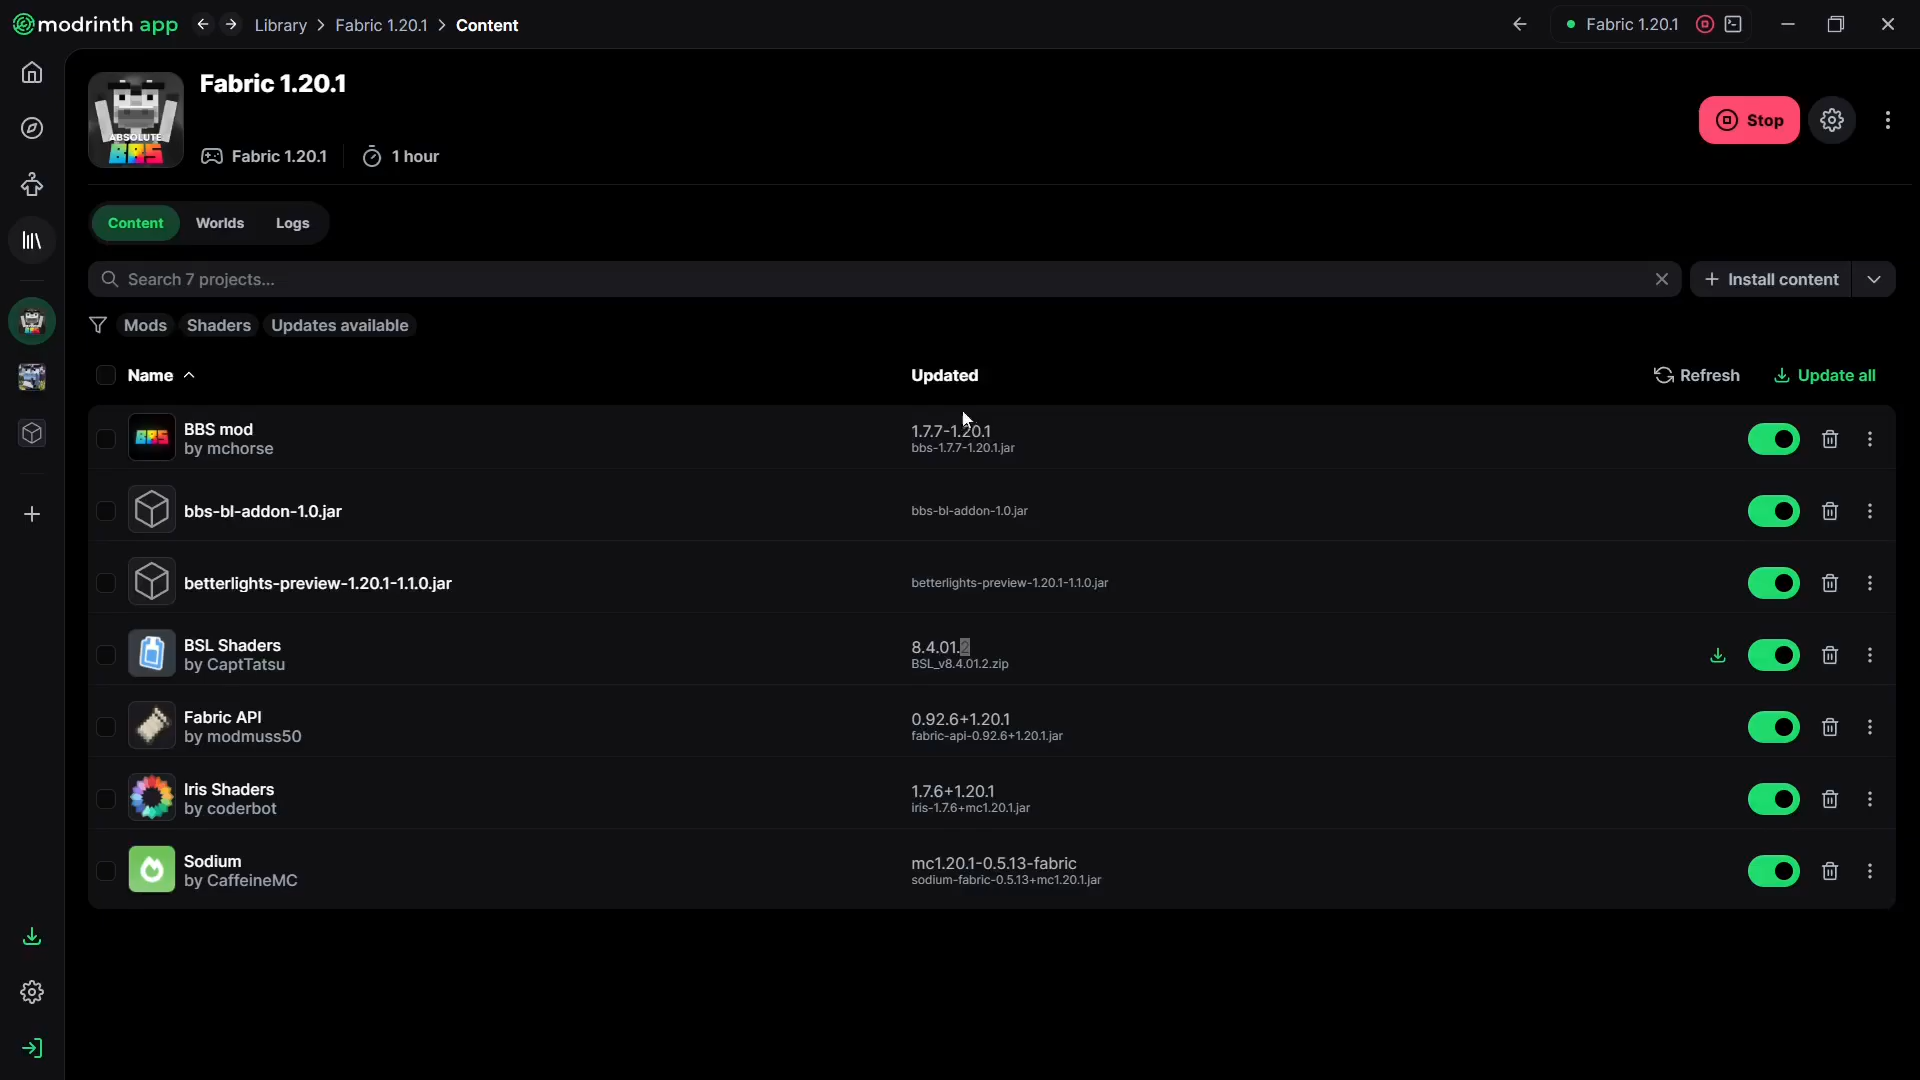 modrinth app
Library > Fabric 1.20.1 > Content
Fabric 1.20.1
ABSOLUTE
BBS
Fabric 1.20.1
Fabric 1.20.1
1 hour
Stop
Content
Worlds
Logs
Search 7 projects...
Install content
Mods
Shaders
Updates available
Name
Updated
Refresh
Update all
BBS
BBS mod
by mchorse
1.7.7-1.20.1
bbs-1.7.7-1.20.1.jar
bbs-bl-addon-1.0.jar
bbs-bl-addon-1.0.jar
betterlights-preview-1.20.1-1.1.0.jar
betterlights-preview-1.20.1-1.1.0.jar
BSL Shaders
by CaptTatsu
8.4.01.2
BSL_v8.4.01.2.zip
Fabric API
by modmuss50
0.92.6+1.20.1
fabric-api-0.92.6+1.20.1.jar
Iris Shaders
by coderbot
1.7.6+1.20.1
iris-1.7.6+mc1.20.1.jar
Sodium
by CaffeineMC
mc1.20.1-0.5.13-fabric
sodium-fabric-0.5.13+mc1.20.1.jar